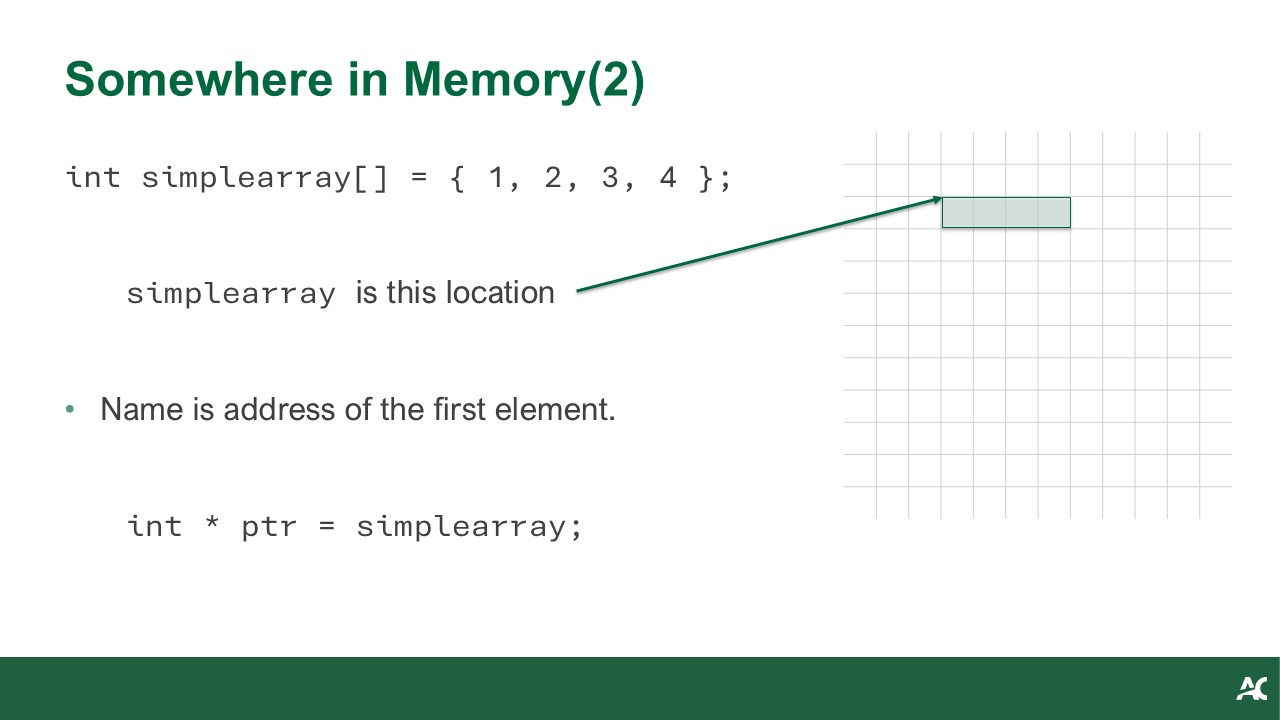 Somewhere in Memory(2)
int simplearray[] = { 1, 2, 3, 4 };
simplearray is this location
• Name is address of the first element.
int * ptr = simplearray;
AC